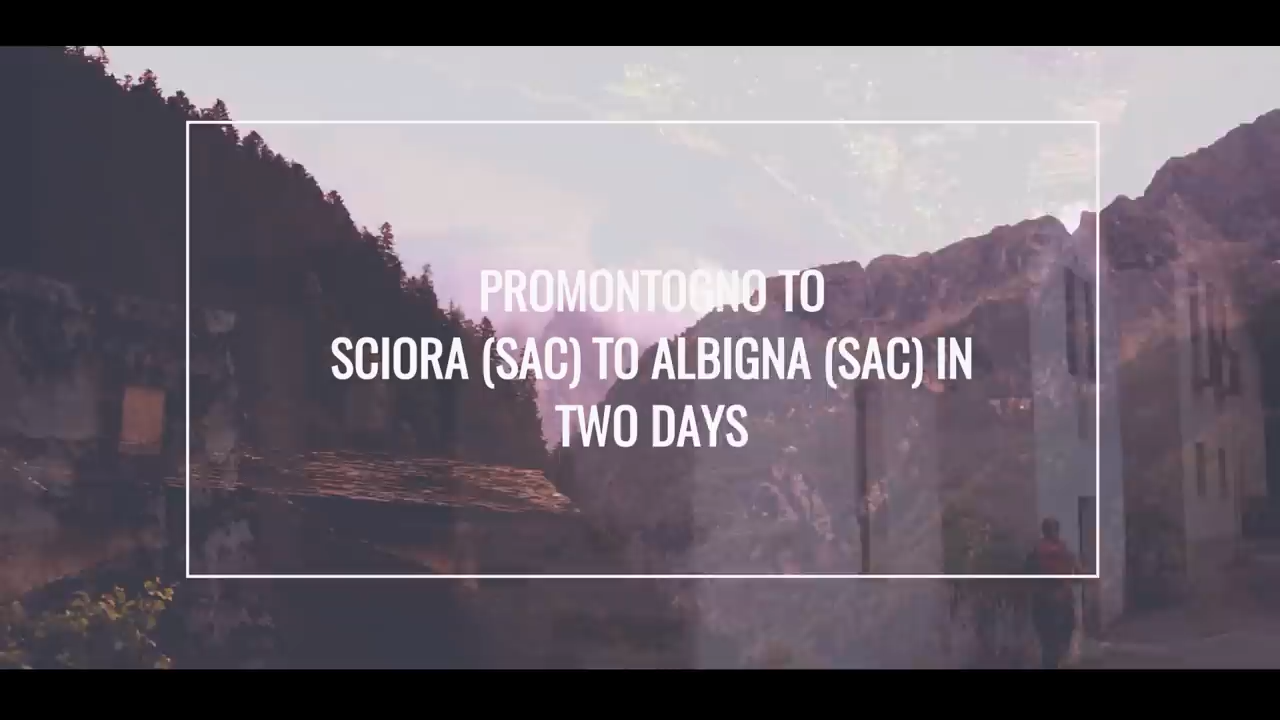 PROMONTOGNO TO
SCIORA (SAC) TO ALBIGNA (SAC) IN
TWO DAYS